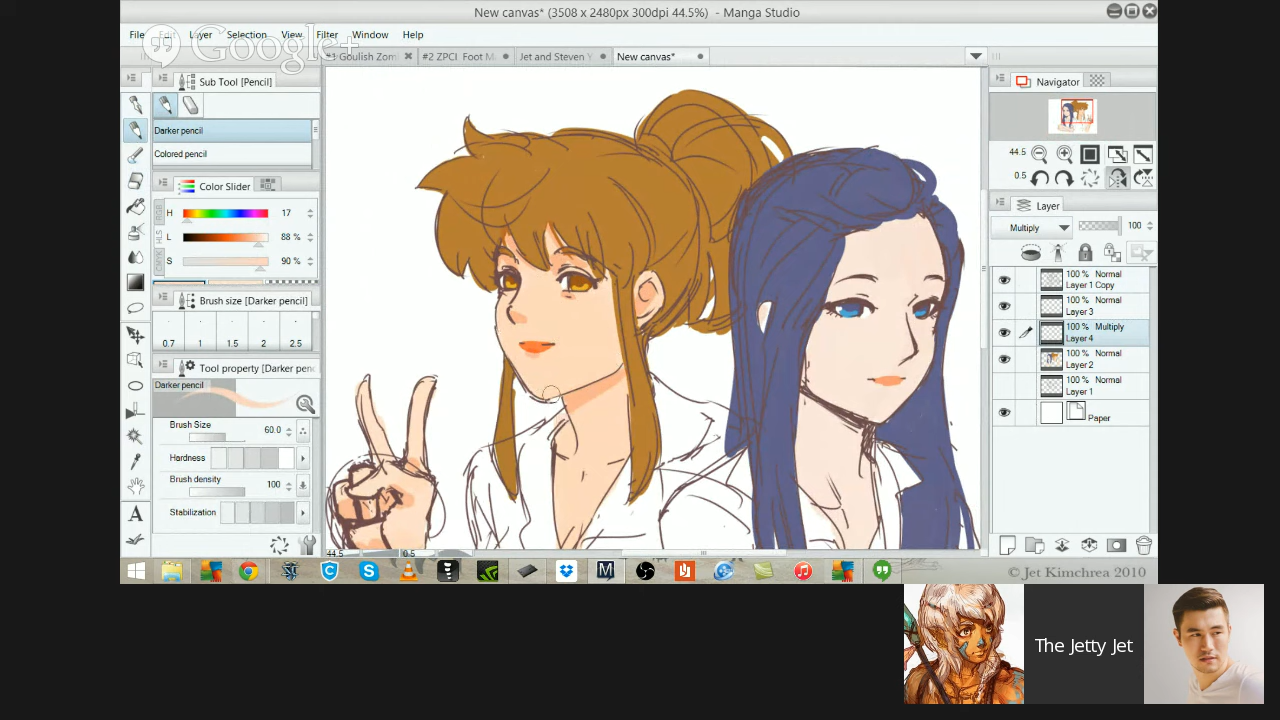 New canvas* (3508 x 2480px 300dpi 44.5%) - Manga Studio
File Edit Layer Selection View Filter Window Help
Google+
#1 Goulish Zom #2 ZPCI Foot M Jet and Steven Y New canvas*
Sub Tool [Pencil]
Darker pencil
Colored pencil
Color Slider
H 17
L 88 %
S 90 %
Brush size [Darker pencil]
0.7 1 1.5 2 2.5
Tool property [Darker penc
Darker pencil
Brush Size 60.0
Hardness
Brush density 100
Stabilization
44.5 0.5
Navigator
44.5
0.5
Layer
Multiply 100
100 % Normal
Layer 1 Copy
100 % Normal
Layer 3
100 % Multiply
Layer 4
100 % Normal
Layer 2
100 % Normal
Layer 1
Paper
© Jet Kimchrea 2010
The Jetty Jet